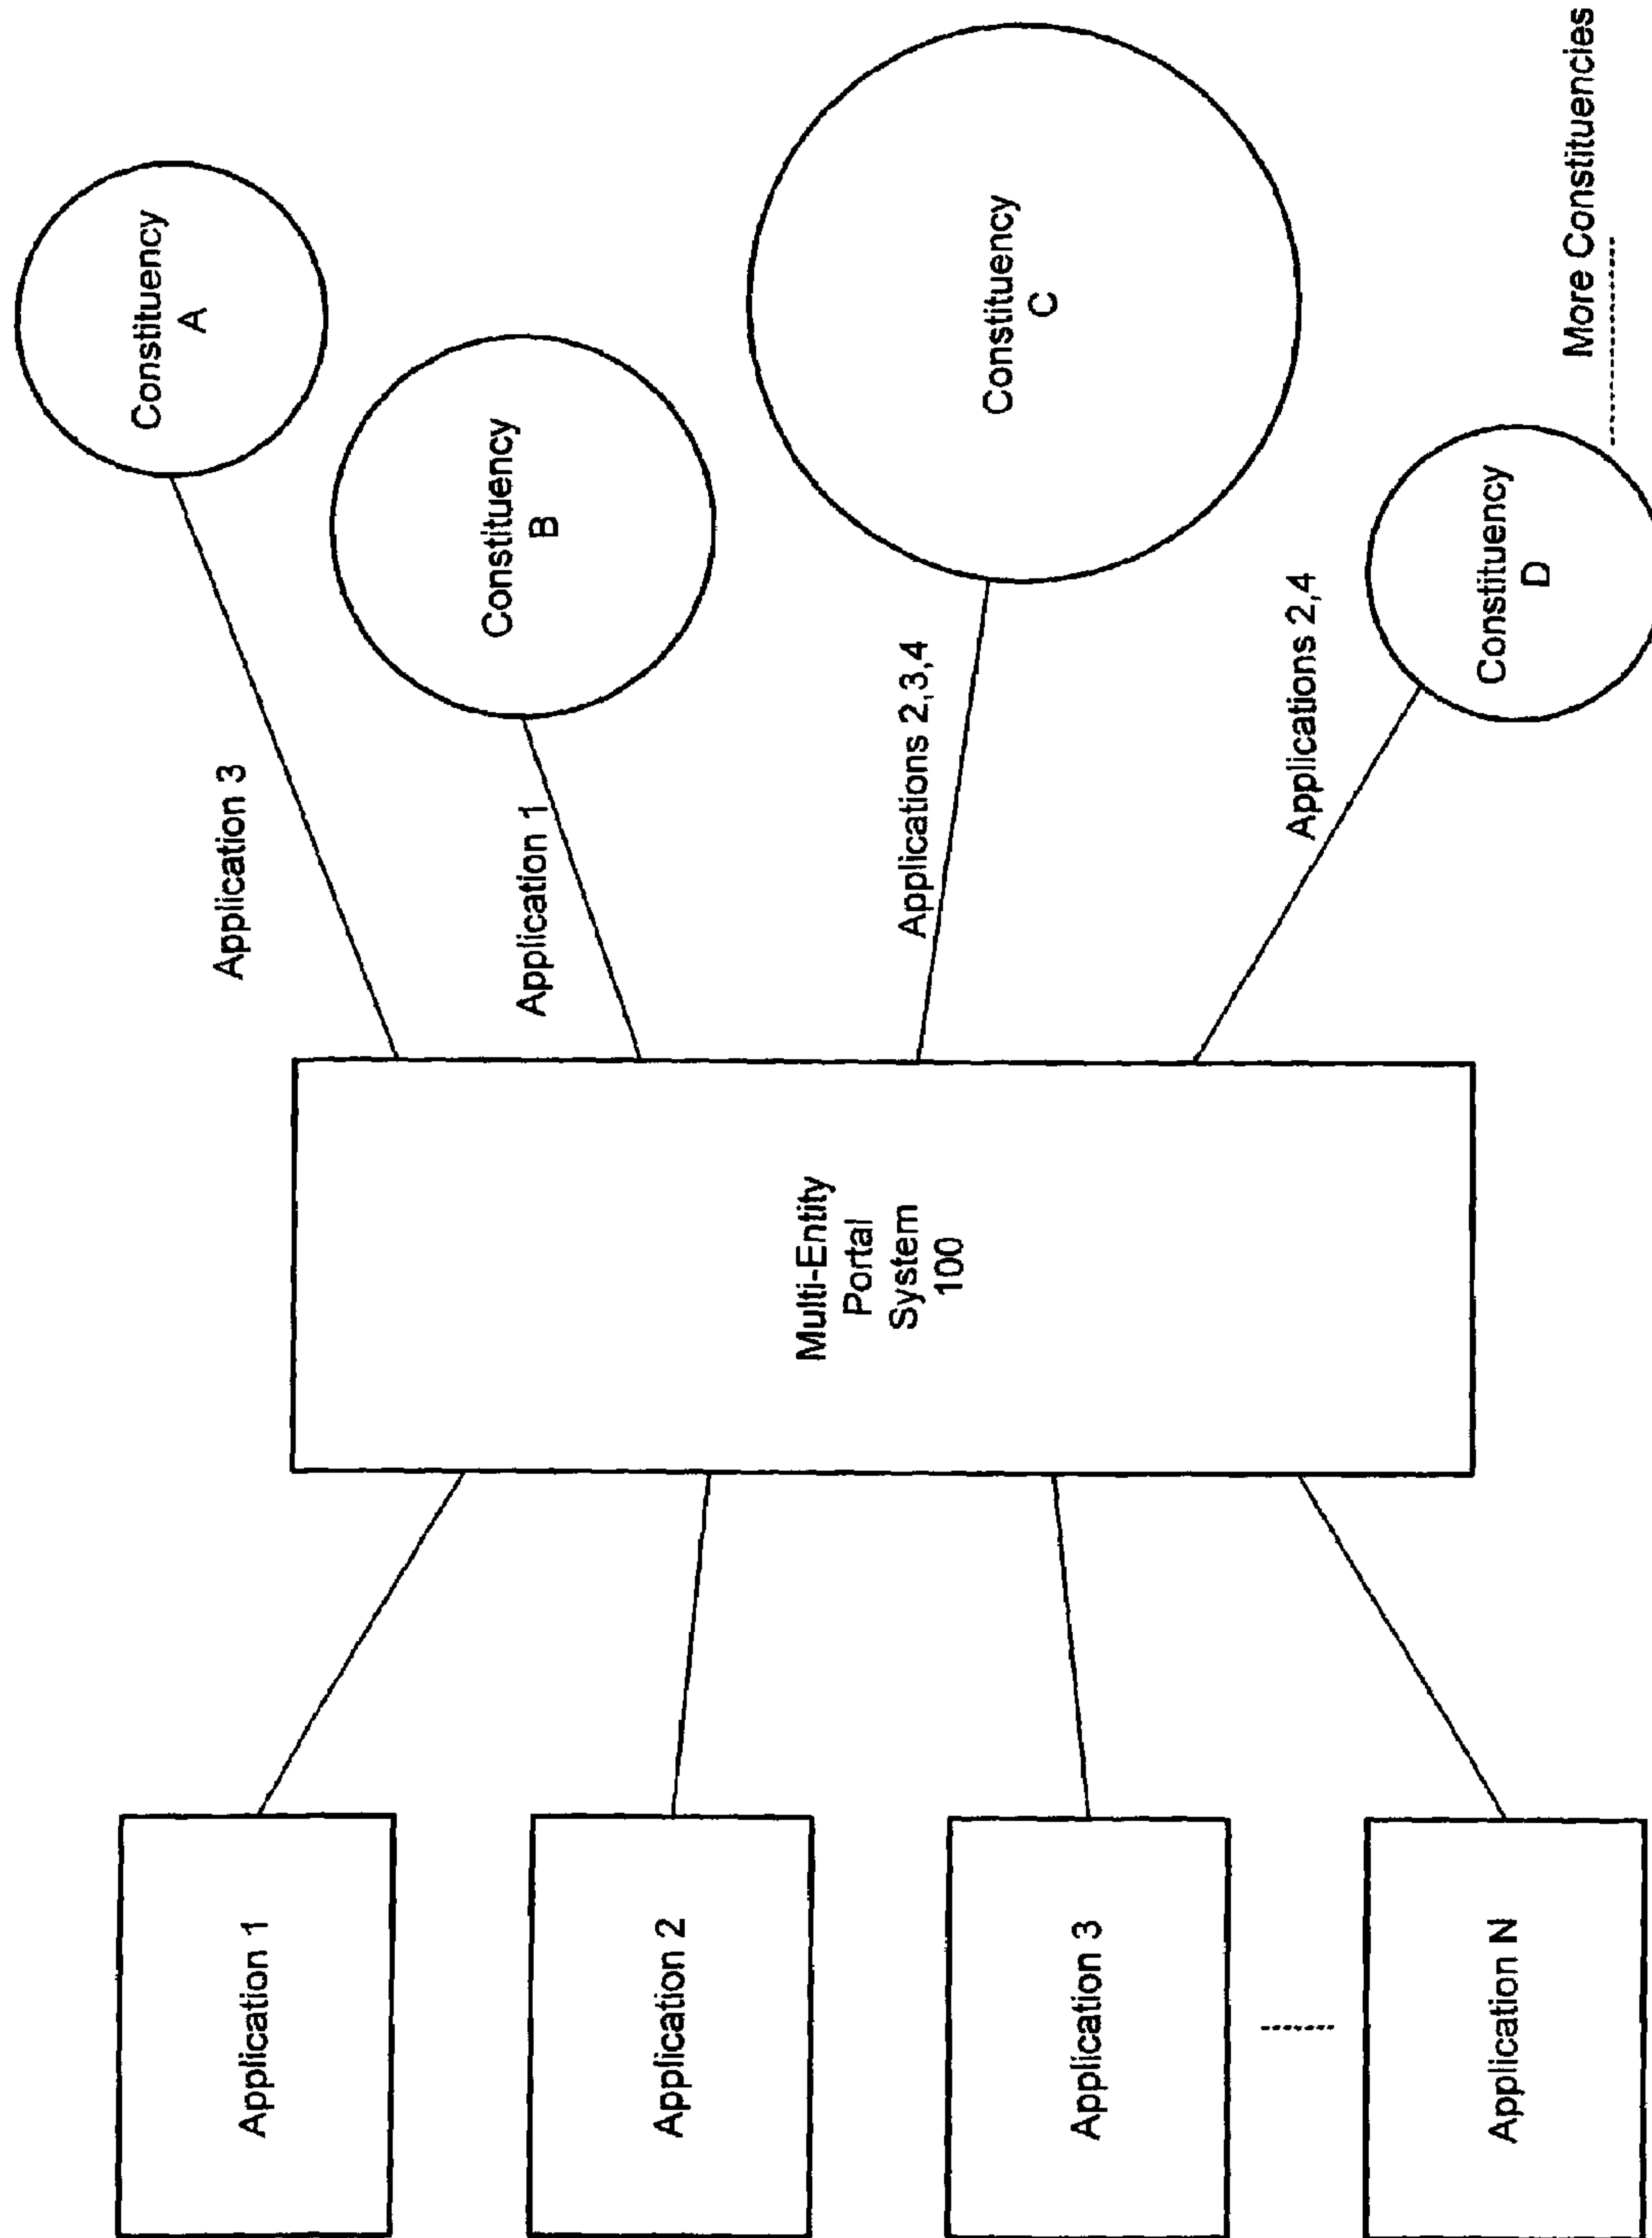 Application 1
Application 2
Application 3
Application N
Multi-Entity
Portal
System
100
Application 3
Application 1
Applications 2,3,4
Applications 2,4
Constituency
A
Constituency
B
Constituency
C
Constituency
D
More Constituencies